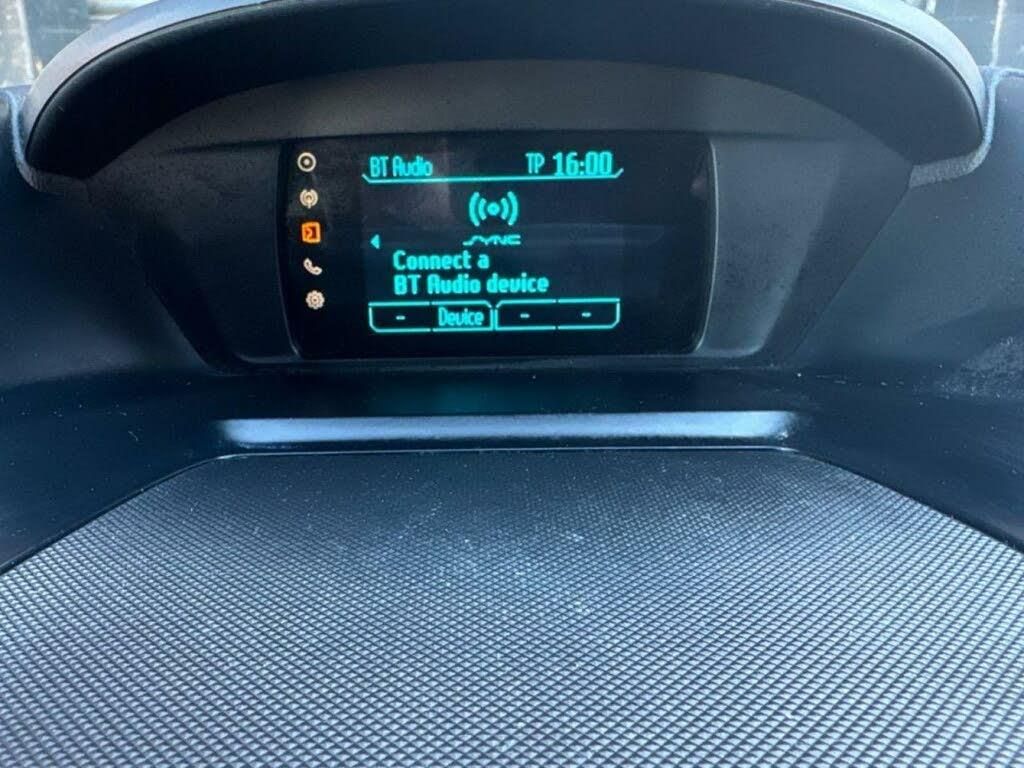 BT Audio TP 16:00
SYNC
Connect a
BT Audio device
- Device - -